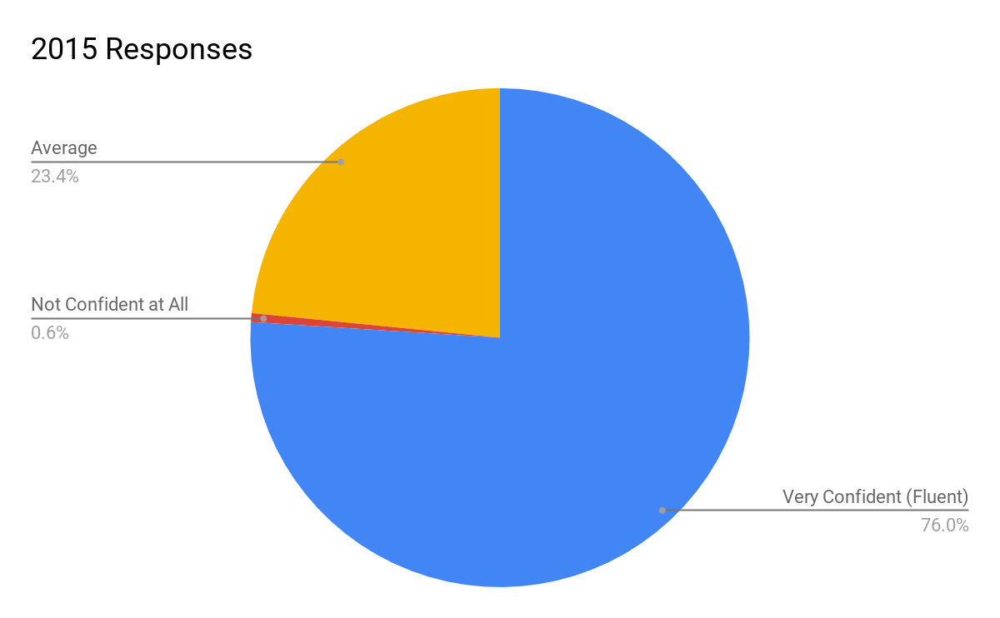 2015 Responses
Average
23.4%
Not Confident at All
0.6%
Very Confident (Fluent)
76.0%